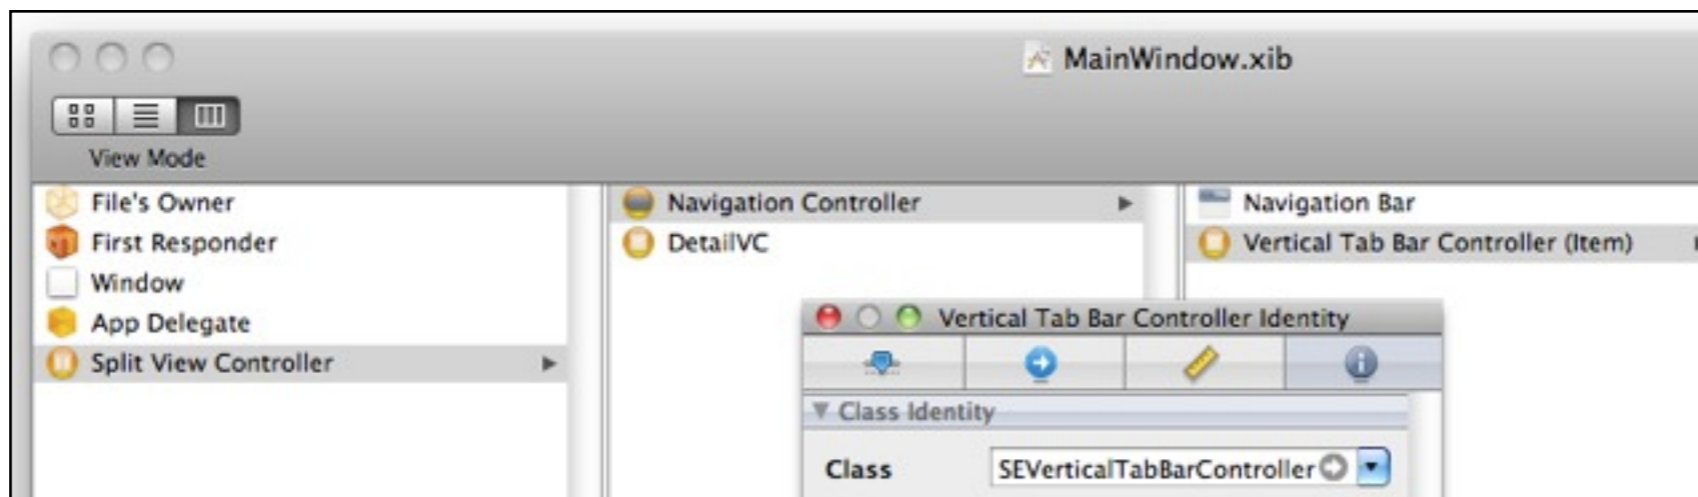 MainWindow.xib
View Mode
File's Owner
First Responder
Window
App Delegate
Split View Controller
Navigation Controller
DetailVC
Navigation Bar
Vertical Tab Bar Controller (Item)
Vertical Tab Bar Controller Identity
Class Identity
Class SEVerticalTabBarController